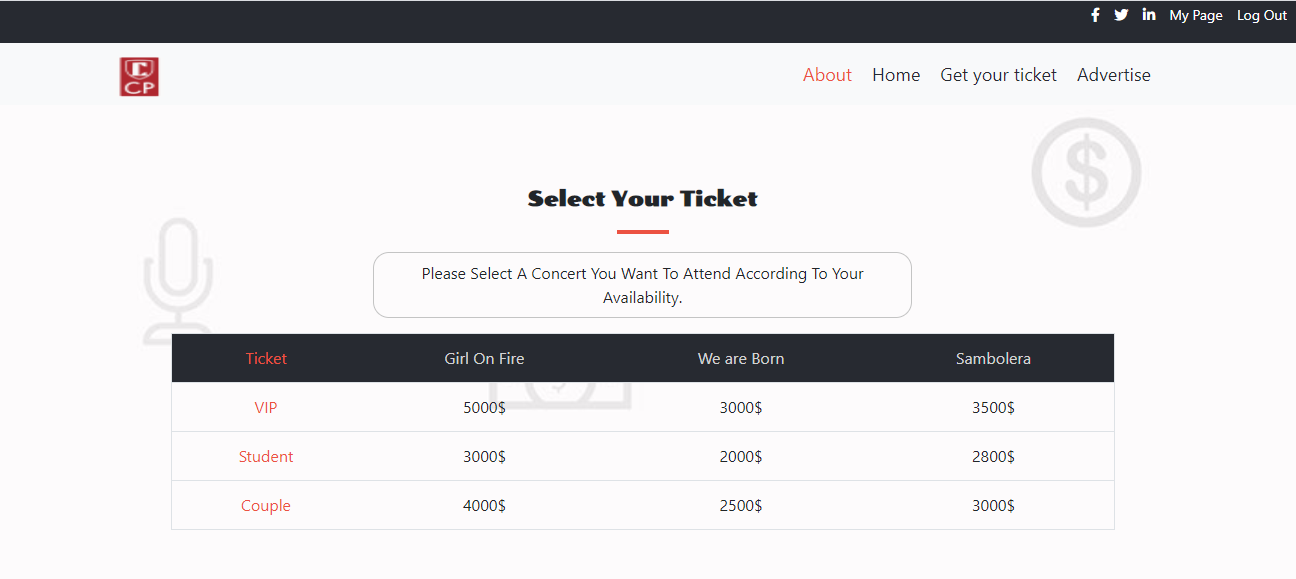 My Page Log Out
CP
About Home Get your ticket Advertise
Select Your Ticket
Please Select A Concert You Want To Attend According To Your
Availability.
Ticket Girl On Fire We are Born Sambolera
VIP 5000$ 3000$ 3500$
Student 3000$ 2000$ 2800$
Couple 4000$ 2500$ 3000$